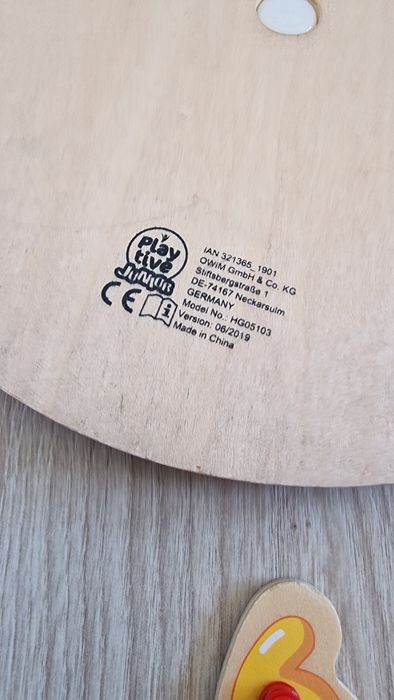 Play
tive
JUNIOR
IAN 321365_1901
OWIM GmbH & Co. KG
Stiftsbergstraße 1
DE-74167 Neckarsulm
GERMANY
Model No.: HG05103
Version: 06/2019
Made in China
CE
i